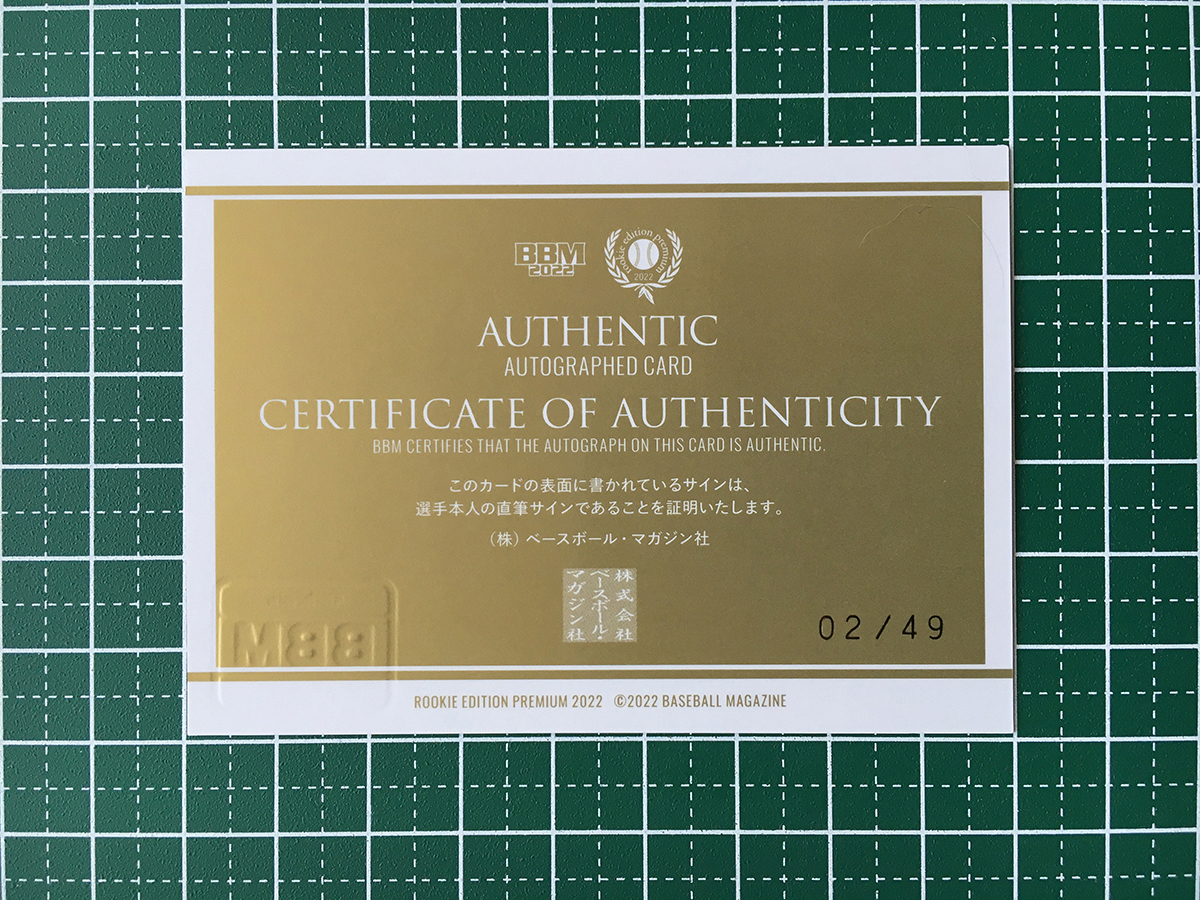 BBM
2022
rookie edition premium
2022
AUTHENTIC
AUTOGRAPHED CARD
CERTIFICATE OF AUTHENTICITY
BBM CERTIFIES THAT THE AUTOGRAPH ON THIS CARD IS AUTHENTIC.
このカードの表面に書かれているサインは、
選手本人の直筆サインであることを証明いたします。
(株) ベースボール・マガジン社
株式会社
ベースボール・
マガジン社
BBM
02/49
ROOKIE EDITION PREMIUM 2022 ©2022 BASEBALL MAGAZINE